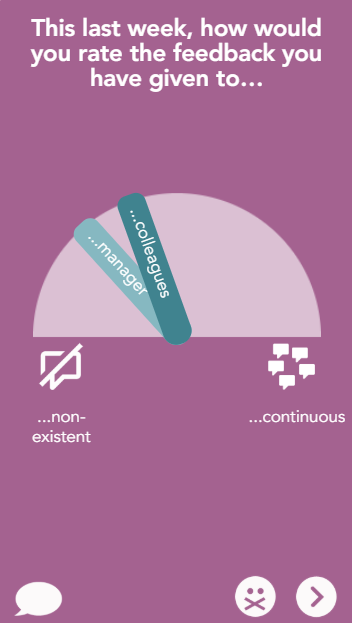 This last week, how would
you rate the feedback you
have given to...
...colleagues
...manager
...non-
existent
...continuous